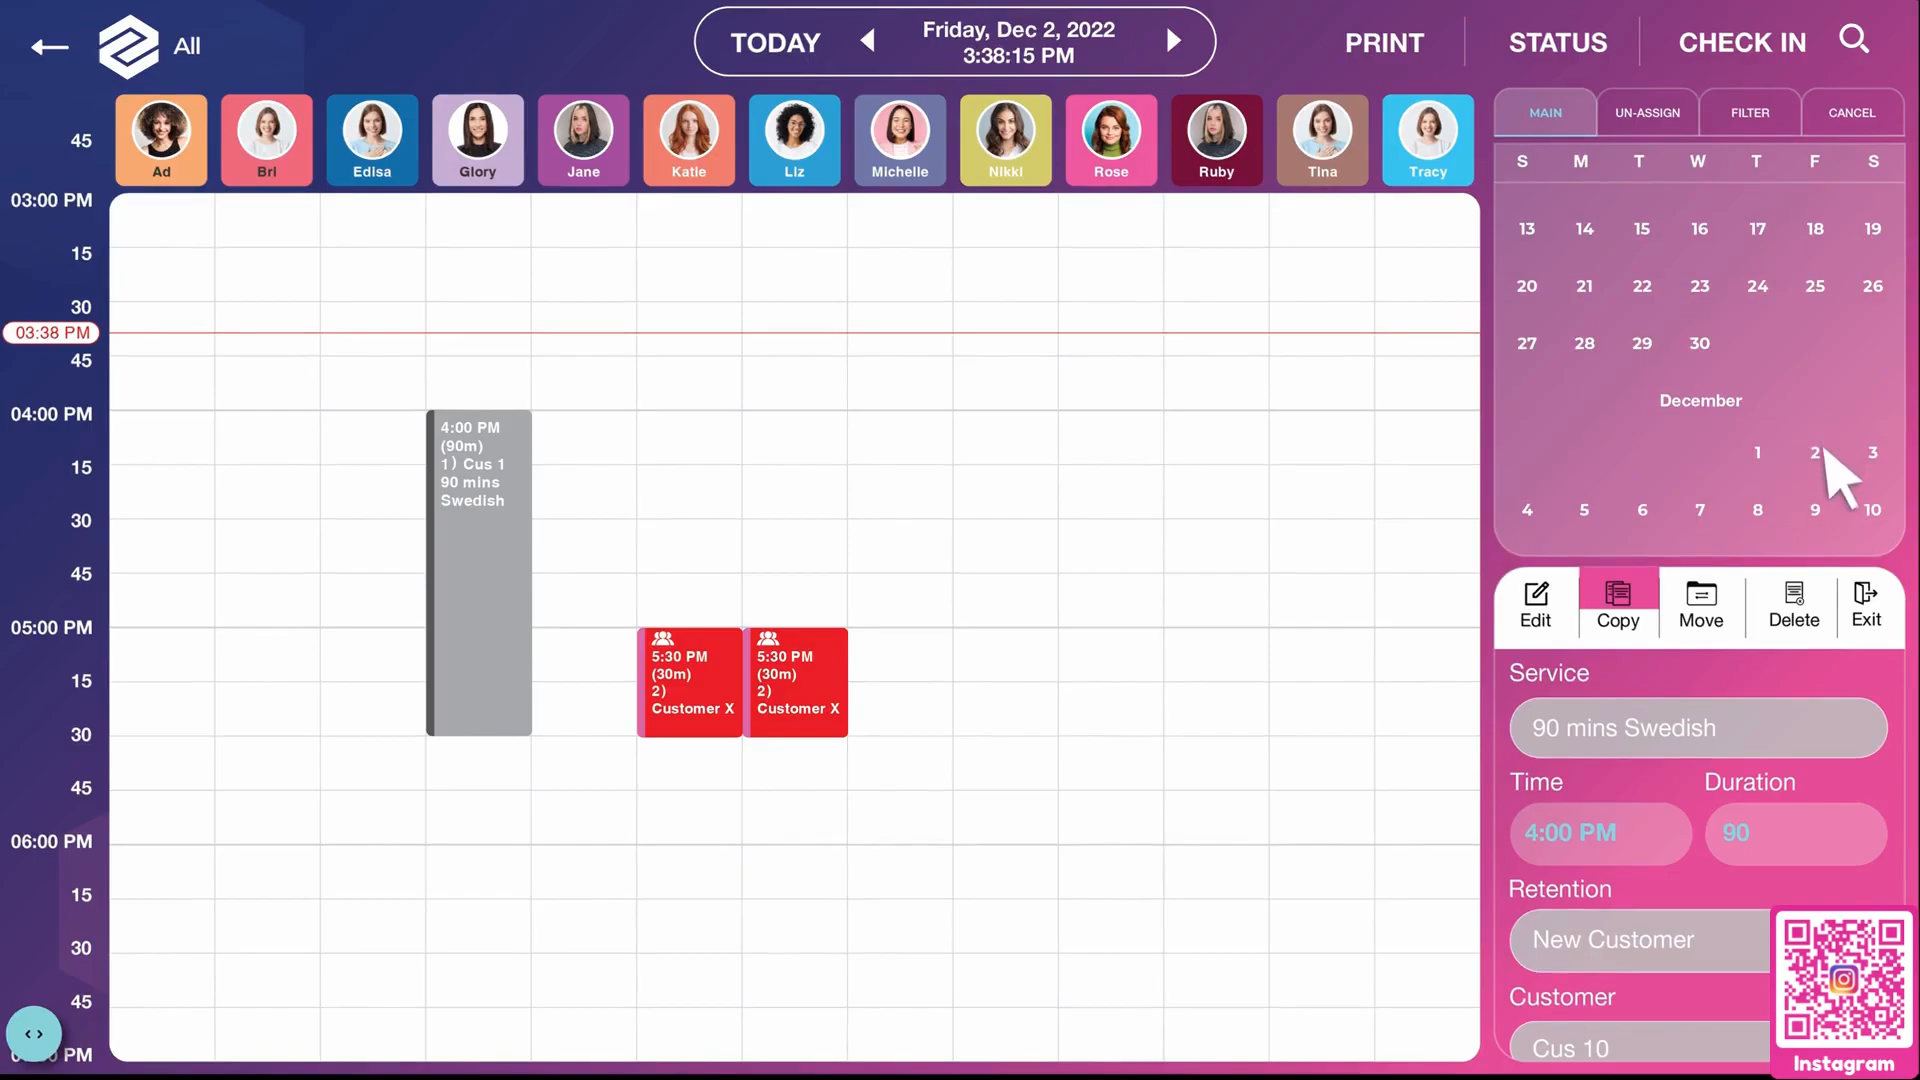 All
TODAY
Friday, Dec 2, 2022
3:38:15 PM
PRINT
STATUS
CHECK IN
Ad
Bri
Edisa
Glory
Jane
Katie
Liz
Michelle
Nikki
Rose
Ruby
Tina
Tracy
45
03:00 PM
15
30
03:38 PM
45
04:00 PM
15
30
45
05:00 PM
15
30
45
06:00 PM
15
30
45
PM
4:00 PM
(90m)
1) Cus 1
90 mins
Swedish
5:30 PM
(30m)
2)
Customer X
5:30 PM
(30m)
2)
Customer X
MAIN
UN-ASSIGN
FILTER
CANCEL
S M T W T F S
13 14 15 16 17 18 19
20 21 22 23 24 25 26
27 28 29 30
December
1 2 3
4 5 6 7 8 9 10
Edit
Copy
Move
Delete
Exit
Service
90 mins Swedish
Time
Duration
4:00 PM
90
Retention
New Customer
Customer
Cus 10
Instagram